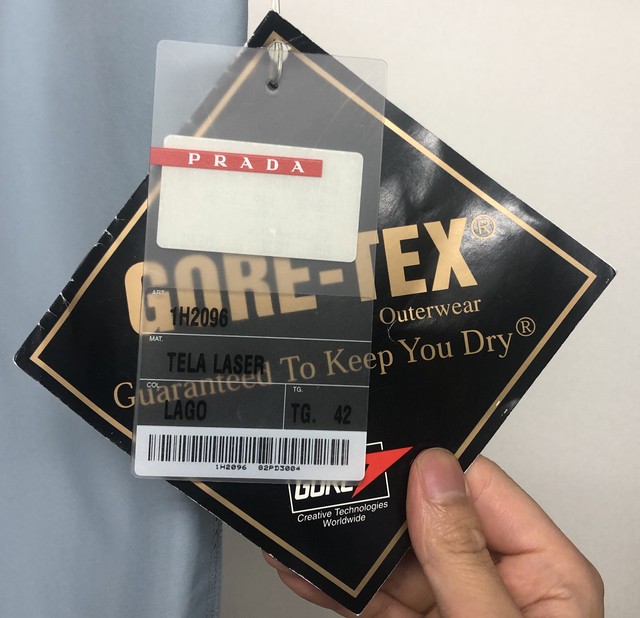 PRADA
ART.
1H2096
MAT.
TELA LASER
COL.
LAGO
TG.
TG. 42
1H2096 82PD3004
GORE-TEX®
Outerwear
Guaranteed To Keep You Dry®
GORE
Creative Technologies
Worldwide